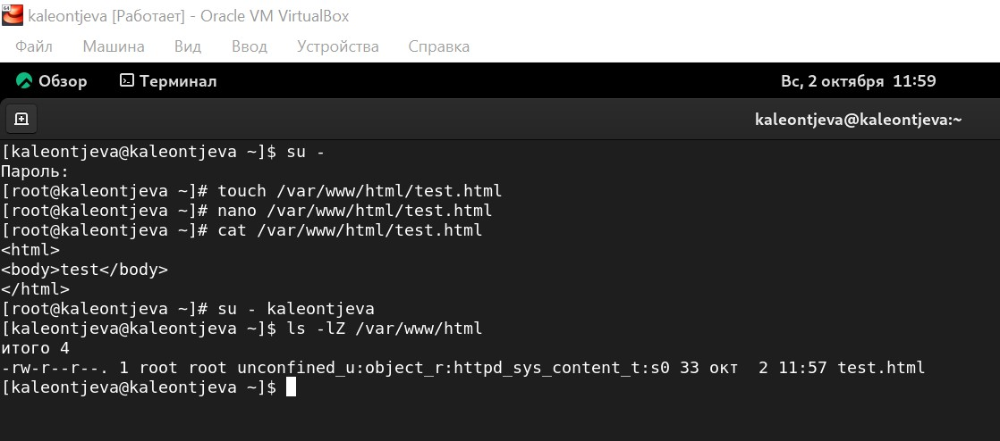 64
kaleontjeva [Работает] - Oracle VM VirtualBox
Файл Машина Вид Ввод Устройства Справка
Обзор Терминал Вс, 2 октября 11:59
kaleontjeva@kaleontjeva:~
[kaleontjeva@kaleontjeva ~]$ su -
Пароль:
[root@kaleontjeva ~]# touch /var/www/html/test.html
[root@kaleontjeva ~]# nano /var/www/html/test.html
[root@kaleontjeva ~]# cat /var/www/html/test.html
<html>
<body>test</body>
</html>
[root@kaleontjeva ~]# su - kaleontjeva
[kaleontjeva@kaleontjeva ~]$ ls -lZ /var/www/html
итого 4
-rw-r--r--. 1 root root unconfined_u:object_r:httpd_sys_content_t:s0 33 окт  2 11:57 test.html
[kaleontjeva@kaleontjeva ~]$